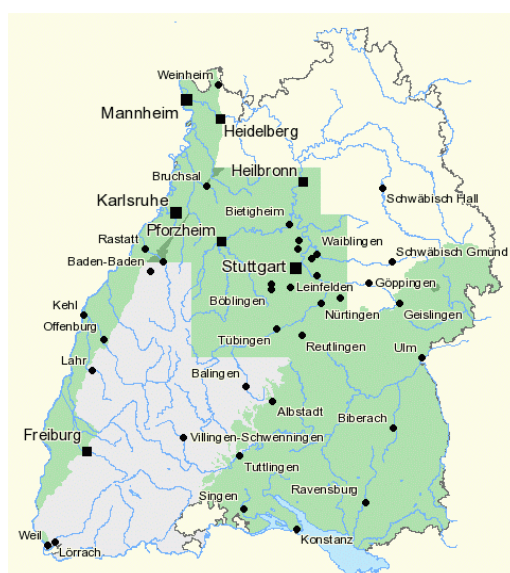 Weinheim
Mannheim
Heidelberg
Bruchsal
Heilbronn
Schwäbisch Hall
Karlsruhe
Bietigheim
Pforzheim
Waiblingen
Rastatt
Schwäbisch Gmünd
Baden-Baden
Stuttgart
Göppingen
Leinfelden
Böblingen
Kehl
Nürtingen
Geislingen
Offenburg
Tübingen
Reutlingen
Ulm
Lahr
Balingen
Albstadt
Biberach
Freiburg
Villingen-Schwenningen
Tuttlingen
Ravensburg
Singen
Weil
Konstanz
Lörrach